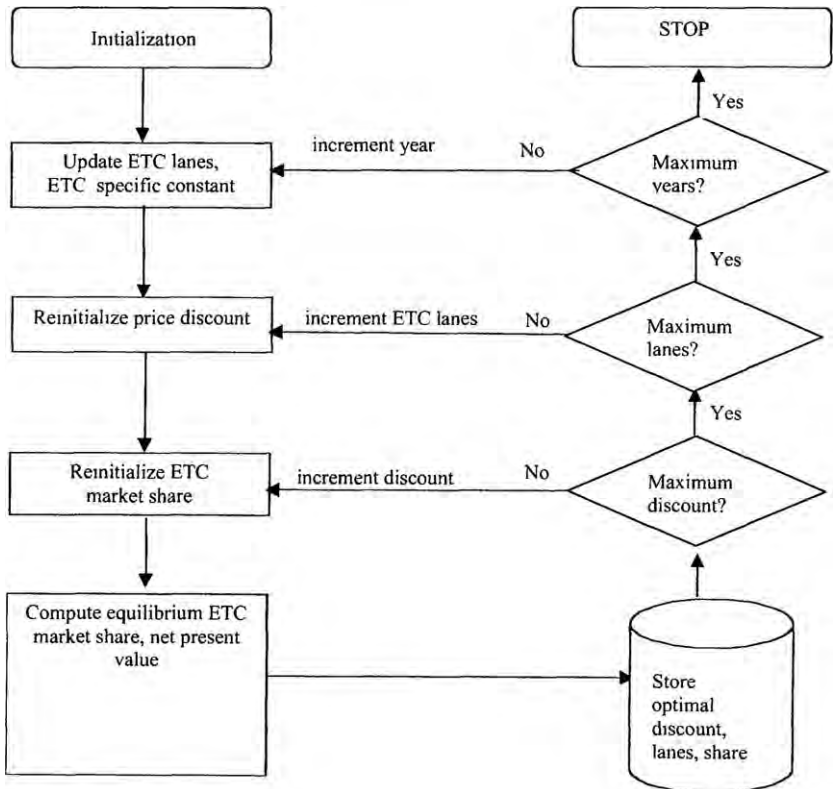 Initialization
STOP
Yes
Update ETC lanes,
ETC specific constant
increment year
No
Maximum
years?
Yes
Reinitialize price discount
increment ETC lanes
No
Maximum
lanes?
Yes
Reinitialize ETC
market share
increment discount
No
Maximum
discount?
Compute equilibrium ETC
market share, net present
value
Store
optimal
discount,
lanes, share